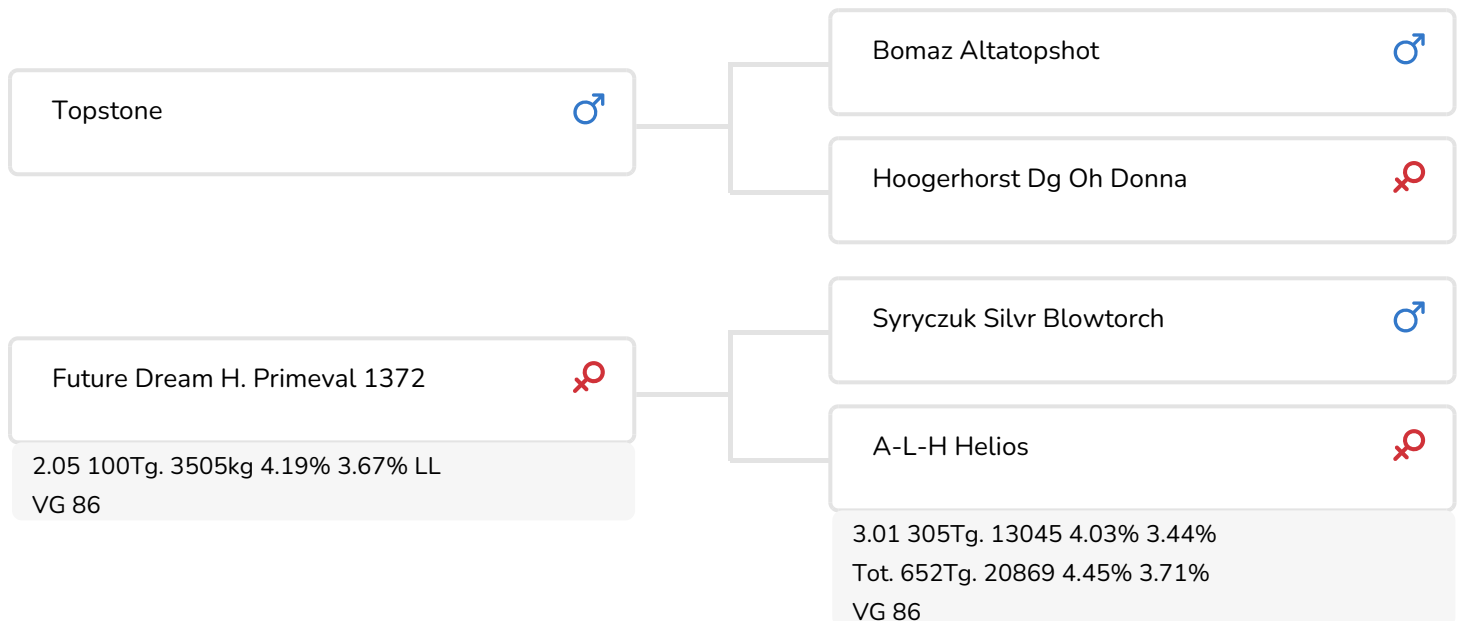 Topstone
Bomaz Altatopshot
Hoogerhorst Dg Oh Donna
Future Dream H. Primeval 1372
2.05 100Tg. 3505kg 4.19% 3.67% LL
VG 86
Syryczuk Silvr Blowtorch
A-L-H Helios
3.01 305Tg. 13045 4.03% 3.44%
Tot. 652Tg. 20869 4.45% 3.71%
VG 86